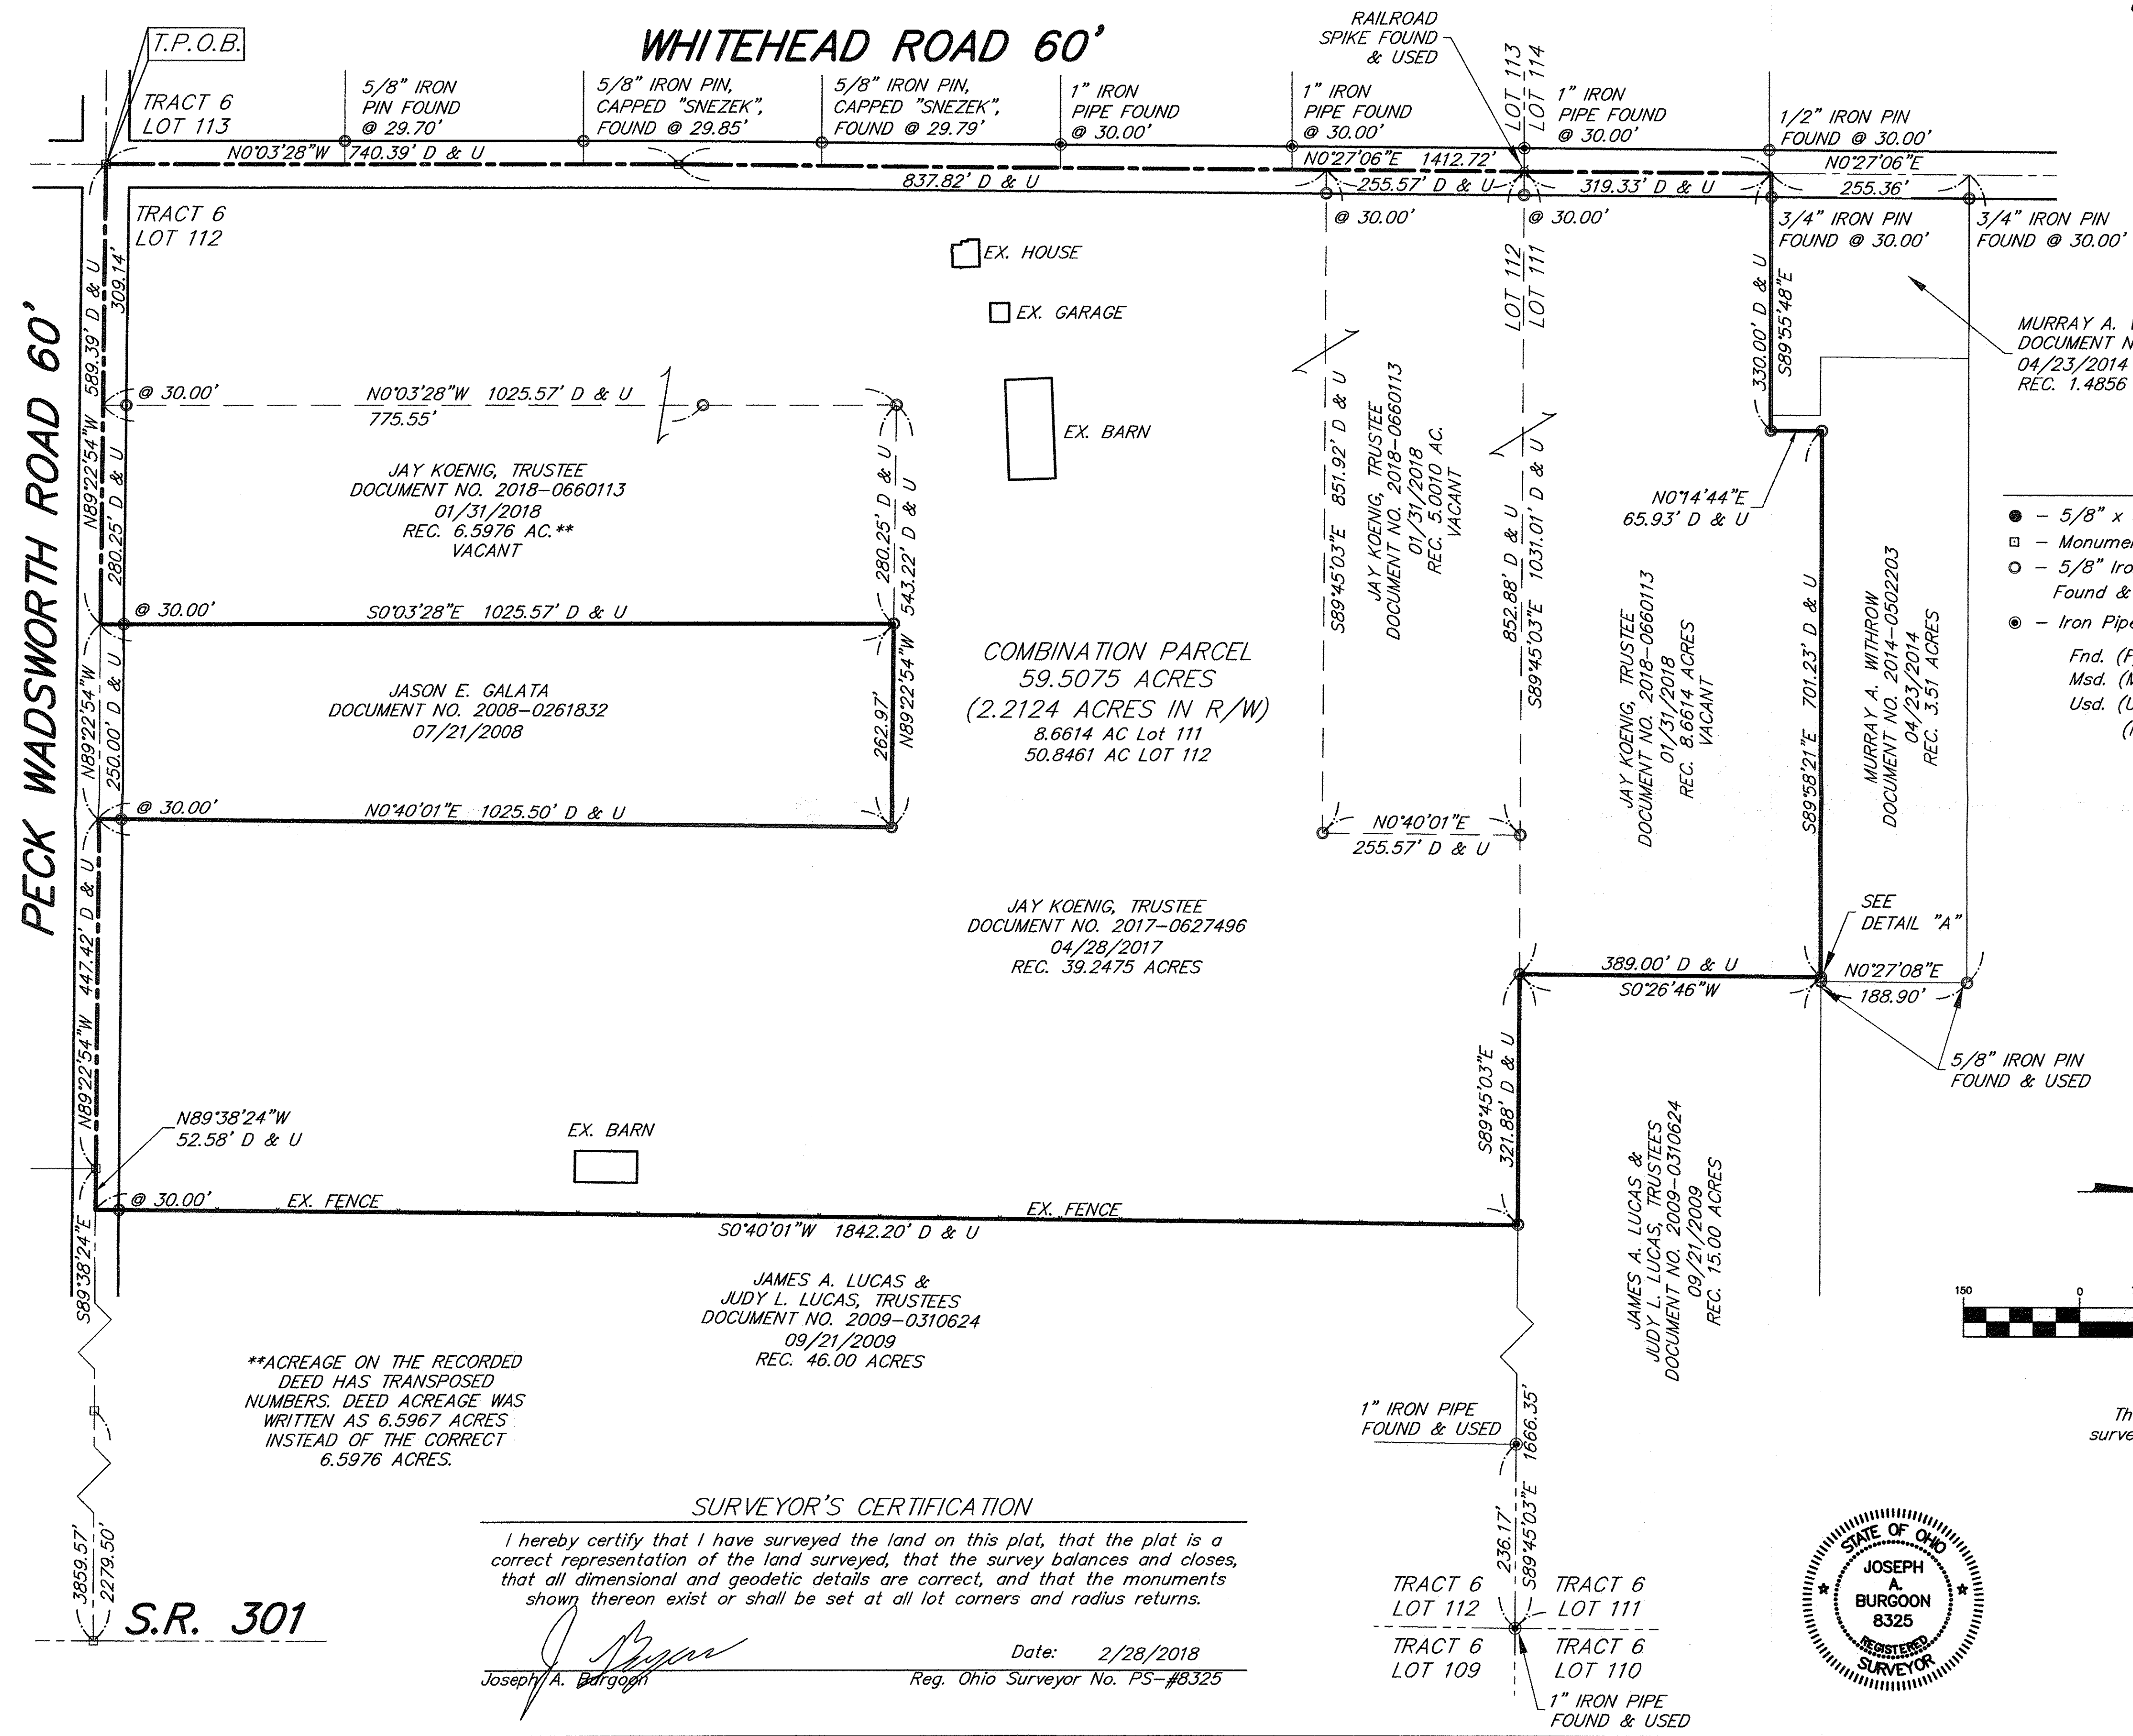 WHITEHEAD ROAD 60'
T.P.O.B.
RAILROAD
SPIKE FOUND
& USED
LOT 113
LOT 114
TRACT 6
LOT 113
5/8" IRON
PIN FOUND
@ 29.70'
5/8" IRON PIN,
CAPPED "SNEZEK",
FOUND @ 29.85'
5/8" IRON PIN,
CAPPED "SNEZEK",
FOUND @ 29.79'
1" IRON
PIPE FOUND
@ 30.00'
1" IRON
PIPE FOUND
@ 30.00'
1" IRON
PIPE FOUND
@ 30.00'
1/2" IRON PIN
FOUND @ 30.00'
N0°03'28"W 740.39' D & U
837.82' D & U
N0°27'06"E 1412.72'
255.57' D & U
319.33' D & U
N0°27'06"E
255.36'
@ 30.00'
@ 30.00'
3/4" IRON PIN
FOUND @ 30.00'
3/4" IRON PIN
FOUND @ 30.00'
TRACT 6
LOT 112
PECK WADSWORTH ROAD 60'
N89°22'54"W 589.39' D & U
309.14'
280.25' D & U
EX. HOUSE
EX. GARAGE
EX. BARN
LOT 112
LOT 111
330.00' D & U
S89°55'48"E
MURRAY A.
DOCUMENT N
04/23/2014
REC. 1.4856
@ 30.00'
N0°03'28"W 1025.57' D & U
775.55'
JAY KOENIG, TRUSTEE
DOCUMENT NO. 2018-0660113
01/31/2018
REC. 6.5976 AC.**
VACANT
280.25' D & U
543.22' D & U
@ 30.00'
S0°03'28"E 1025.57' D & U
N89°22'54"W
250.00' D & U
JASON E. GALATA
DOCUMENT NO. 2008-0261832
07/21/2008
262.97'
N89°22'54"W
@ 30.00'
N0°40'01"E 1025.50' D & U
COMBINATION PARCEL
59.5075 ACRES
(2.2124 ACRES IN R/W)
8.6614 AC Lot 111
50.8461 AC LOT 112
S89°45'03"E 851.92' D & U
JAY KOENIG, TRUSTEE
DOCUMENT NO. 2018-0660113
01/31/2018
REC. 5.0010 AC.
VACANT
852.88' D & U
S89°45'03"E 1031.01' D & U
N0°40'01"E
255.57' D & U
JAY KOENIG, TRUSTEE
DOCUMENT NO. 2018-0660113
01/31/2018
REC. 8.6614 ACRES
VACANT
N0°14'44"E
65.93' D & U
S89°58'21"E 701.23' D & U
MURRAY A. WITHROW
DOCUMENT NO. 2014-0502203
04/23/2014
REC. 3.51 ACRES
- 5/8" x
- Monume
- 5/8" Iro
Found &
- Iron Pipe
Fnd. (F
Msd. (M
Usd. (U
SEE
DETAIL "A"
389.00' D & U
S0°26'46"W
N0°27'08"E
188.90'
5/8" IRON PIN
FOUND & USED
JAY KOENIG, TRUSTEE
DOCUMENT NO. 2017-0627496
04/28/2017
REC. 39.2475 ACRES
N89°22'54"W 447.42' D & U
S89°45'03"E
321.88' D & U
N89°38'24"W
52.58' D & U
EX. BARN
@ 30.00'
EX. FENCE
EX. FENCE
S0°40'01"W 1842.20' D & U
S89°38'24"E
JAMES A. LUCAS &
JUDY L. LUCAS, TRUSTEES
DOCUMENT NO. 2009-0310624
09/21/2009
REC. 46.00 ACRES
JAMES A. LUCAS &
JUDY L. LUCAS, TRUSTEES
DOCUMENT NO. 2009-0310624
09/21/2009
REC. 15.00 ACRES
150 0
**ACREAGE ON THE RECORDED
DEED HAS TRANSPOSED
NUMBERS. DEED ACREAGE WAS
WRITTEN AS 6.5967 ACRES
INSTEAD OF THE CORRECT
6.5976 ACRES.
1" IRON PIPE
FOUND & USED
236.17'
S89°45'03"E 1666.35'
Th
surve
3859.57'
2279.50'
S.R. 301
SURVEYOR'S CERTIFICATION
I hereby certify that I have surveyed the land on this plat, that the plat is a
correct representation of the land surveyed, that the survey balances and closes,
that all dimensional and geodetic details are correct, and that the monuments
shown thereon exist or shall be set at all lot corners and radius returns.
Date: 2/28/2018
Joseph A. Burgoon
Reg. Ohio Surveyor No. PS-#8325
TRACT 6
LOT 112
TRACT 6
LOT 111
TRACT 6
LOT 109
TRACT 6
LOT 110
1" IRON PIPE
FOUND & USED
STATE OF OHIO
JOSEPH
A.
BURGOON
8325
REGISTERED
SURVEYOR